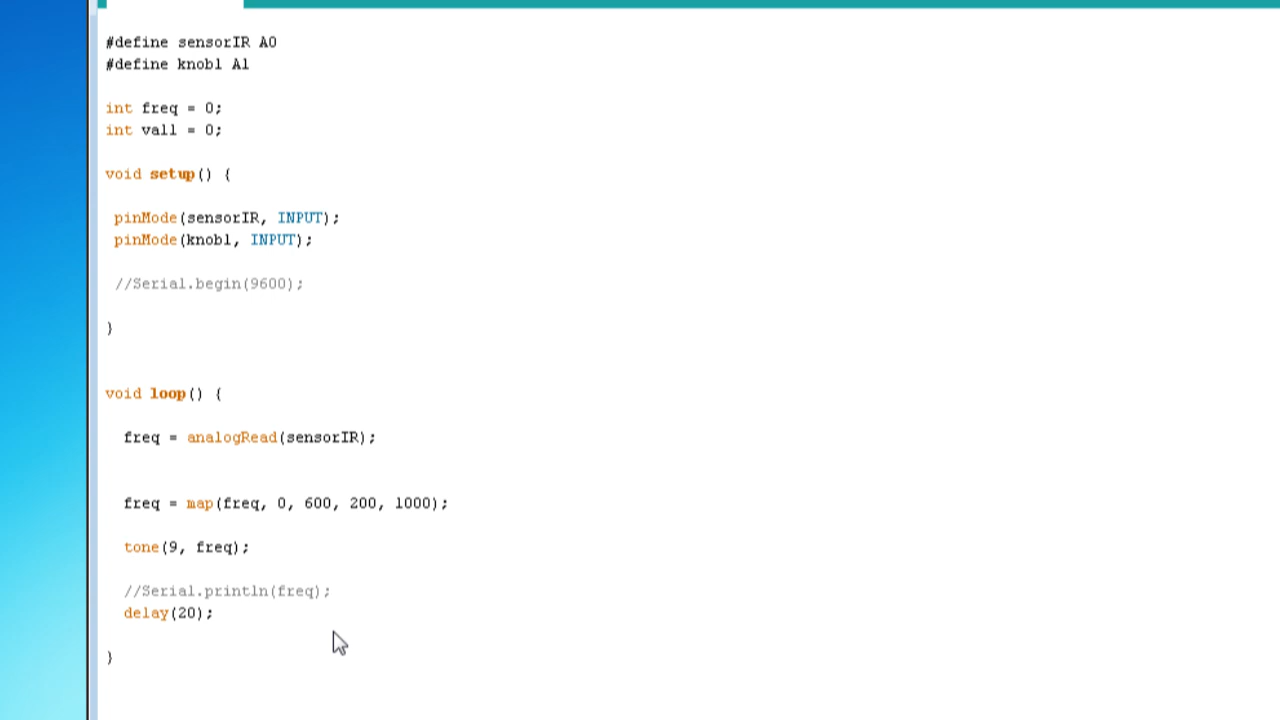 #define sensorIR A0
#define knob1 A1
int freq = 0;
int val1 = 0;
void setup() {
pinMode(sensorIR, INPUT);
pinMode(knob1, INPUT);
//Serial.begin(9600);
}
void loop() {
freq = analogRead(sensorIR);
freq = map(freq, 0, 600, 200, 1000);
tone(9, freq);
//Serial.println(freq);
delay(20);
}